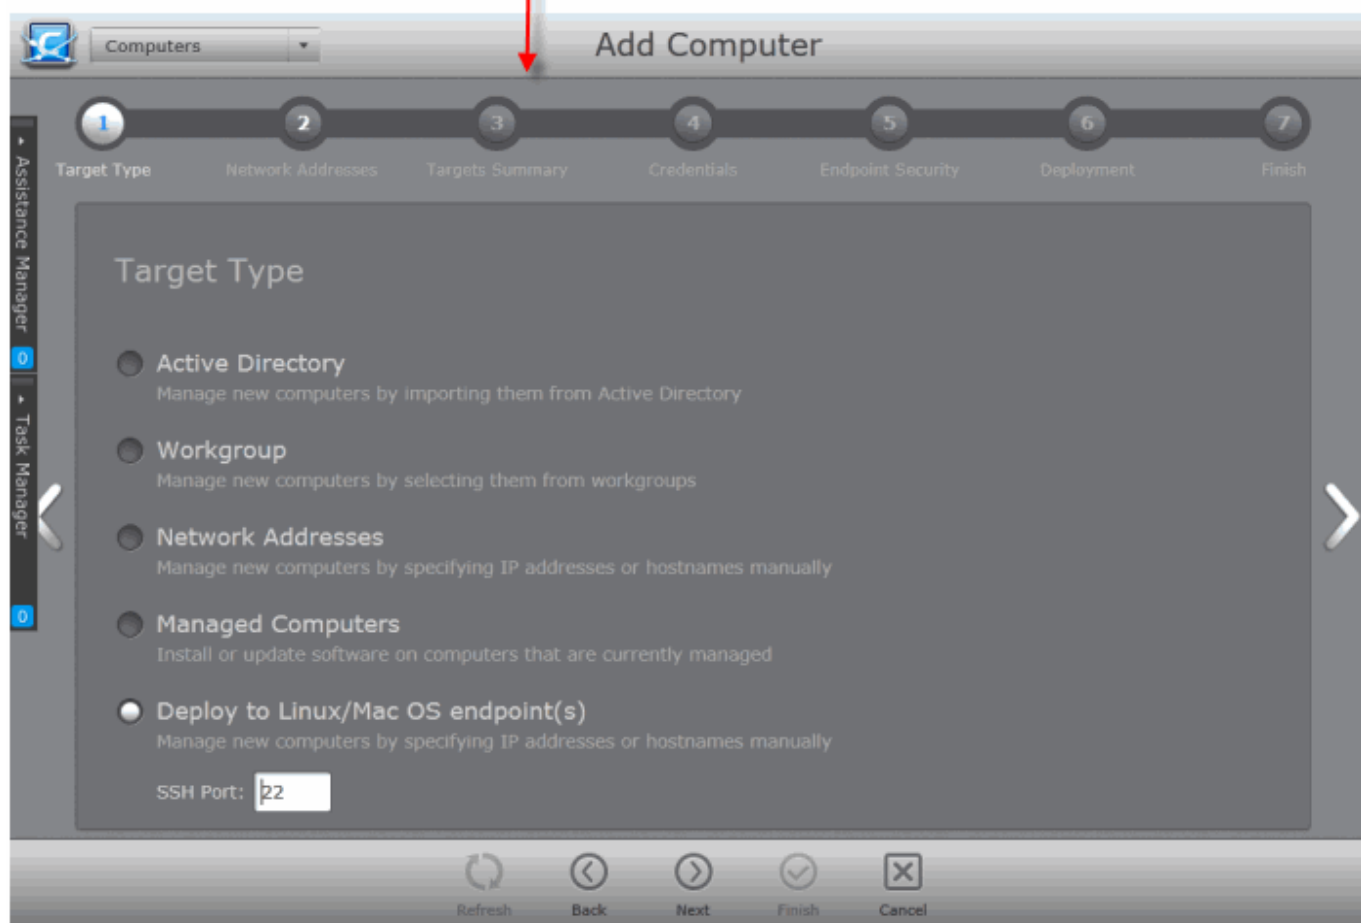 Computers
Add Computer
1 2 3 4 5 6 7
Target Type Network Addresses Targets Summary Credentials Endpoint Security Deployment Finish
Assistance Manager
0
Task Manager
0
Target Type
Active Directory
Manage new computers by importing them from Active Directory
Workgroup
Manage new computers by selecting them from workgroups
Network Addresses
Manage new computers by specifying IP addresses or hostnames manually
Managed Computers
Install or update software on computers that are currently managed
Deploy to Linux/Mac OS endpoint(s)
Manage new computers by specifying IP addresses or hostnames manually
SSH Port: 22
Refresh Back Next Finish Cancel